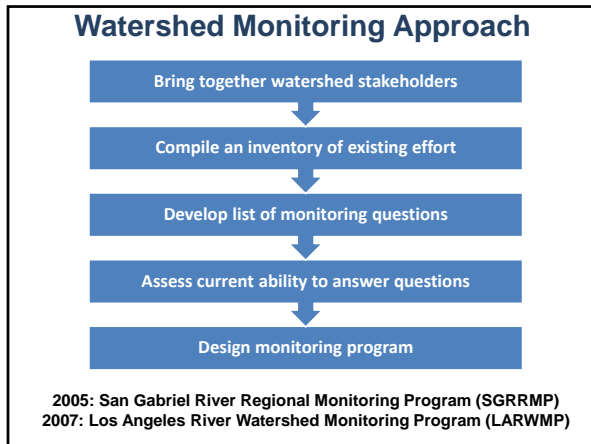 Watershed Monitoring Approach
Bring together watershed stakeholders
Compile an inventory of existing effort
Develop list of monitoring questions
Assess current ability to answer questions
Design monitoring program
2005: San Gabriel River Regional Monitoring Program (SGRRMP)
2007: Los Angeles River Watershed Monitoring Program (LARWMP)